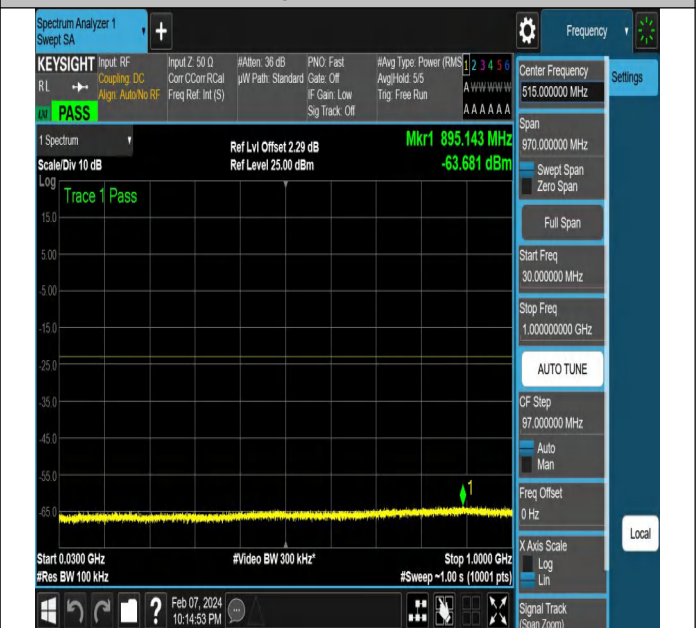 Spectrum Analyzer 1
Swept SA
Frequency
KEYSIGHT
RL
PASS
Input: RF
Coupling: DC
Align: Auto/No RF
Input Z: 50 Ω
Corr CCorr RCal
Freq Ref: Int (S)
#Atten: 36 dB
µW Path: Standard
PNO: Fast
Gate: Off
IF Gain: Low
Sig Track: Off
#Avg Type: Power (RMS
Avg|Hold: 5/5
Trig: Free Run
1 2 3 4 5 6
A W W W W W
A A A A A A
1 Spectrum
Scale/Div 10 dB
Ref Lvl Offset 2.29 dB
Ref Level 25.00 dBm
Mkr1 895.143 MHz
-63.681 dBm
Log
Trace 1 Pass
15.0
5.00
-5.00
-15.0
-25.0
-35.0
-45.0
-55.0
-65.0
1
Start 0.0300 GHz
#Res BW 100 kHz
#Video BW 300 kHz*
Stop 1.0000 GHz
#Sweep ~1.00 s (10001 pts)
Feb 07, 2024
10:14:53 PM
Center Frequency
515.000000 MHz
Span
970.000000 MHz
Swept Span
Zero Span
Full Span
Start Freq
30.000000 MHz
Stop Freq
1.000000000 GHz
AUTO TUNE
CF Step
97.000000 MHz
Auto
Man
Freq Offset
0 Hz
X Axis Scale
Log
Lin
Signal Track
(Span Zoom)
Settings
Local